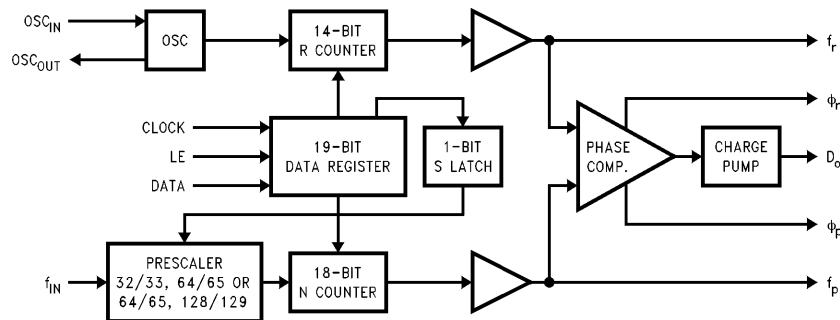 OSC_IN
OSC_OUT
OSC
14-BIT
R COUNTER
f_r
CLOCK
LE
DATA
19-BIT
DATA REGISTER
1-BIT
S LATCH
PHASE
COMP.
CHARGE
PUMP
ϕ_r
D_o
ϕ_p
f_IN
PRESCALER
32/33, 64/65 OR
64/65, 128/129
18-BIT
N COUNTER
f_p